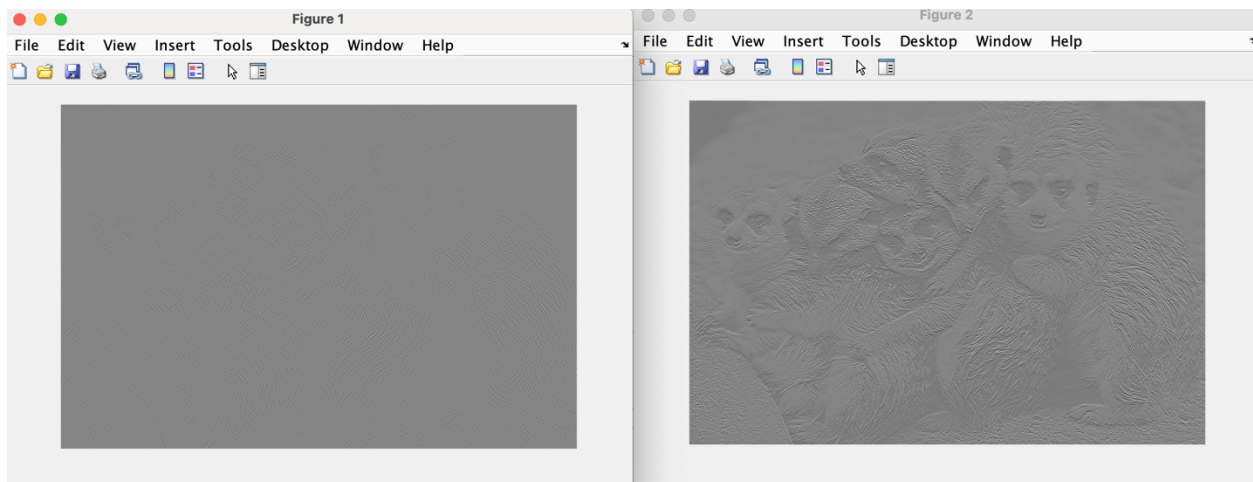 Figure 1
File Edit View Insert Tools Desktop Window Help
Figure 2
File Edit View Insert Tools Desktop Window Help